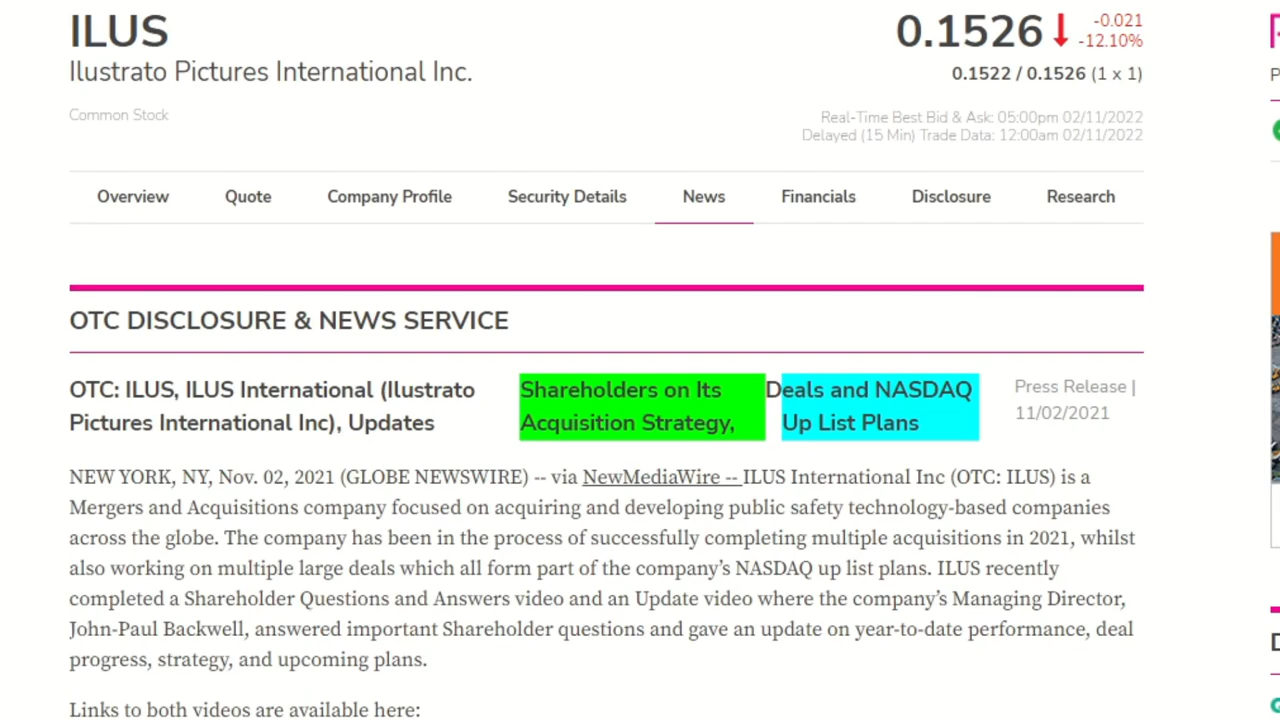 ILUS
0.1526
-0.021
-12.10%
Ilustrato Pictures International Inc.
0.1522 / 0.1526 (1 x 1)
Common Stock
Real-Time Best Bid & Ask: 05:00pm 02/11/2022
Delayed (15 Min) Trade Data: 12:00am 02/11/2022
Overview Quote Company Profile Security Details News Financials Disclosure Research
OTC DISCLOSURE & NEWS SERVICE
OTC: ILUS, ILUS International (Ilustrato Shareholders on Its Deals and NASDAQ
Pictures International Inc), Updates Acquisition Strategy, Up List Plans
Press Release |
11/02/2021
NEW YORK, NY, Nov. 02, 2021 (GLOBE NEWSWIRE) -- via NewMediaWire -- ILUS International Inc (OTC: ILUS) is a
Mergers and Acquisitions company focused on acquiring and developing public safety technology-based companies
across the globe. The company has been in the process of successfully completing multiple acquisitions in 2021, whilst
also working on multiple large deals which all form part of the company’s NASDAQ up list plans. ILUS recently
completed a Shareholder Questions and Answers video and an Update video where the company’s Managing Director,
John-Paul Backwell, answered important Shareholder questions and gave an update on year-to-date performance, deal
progress, strategy, and upcoming plans.
Links to both videos are available here: